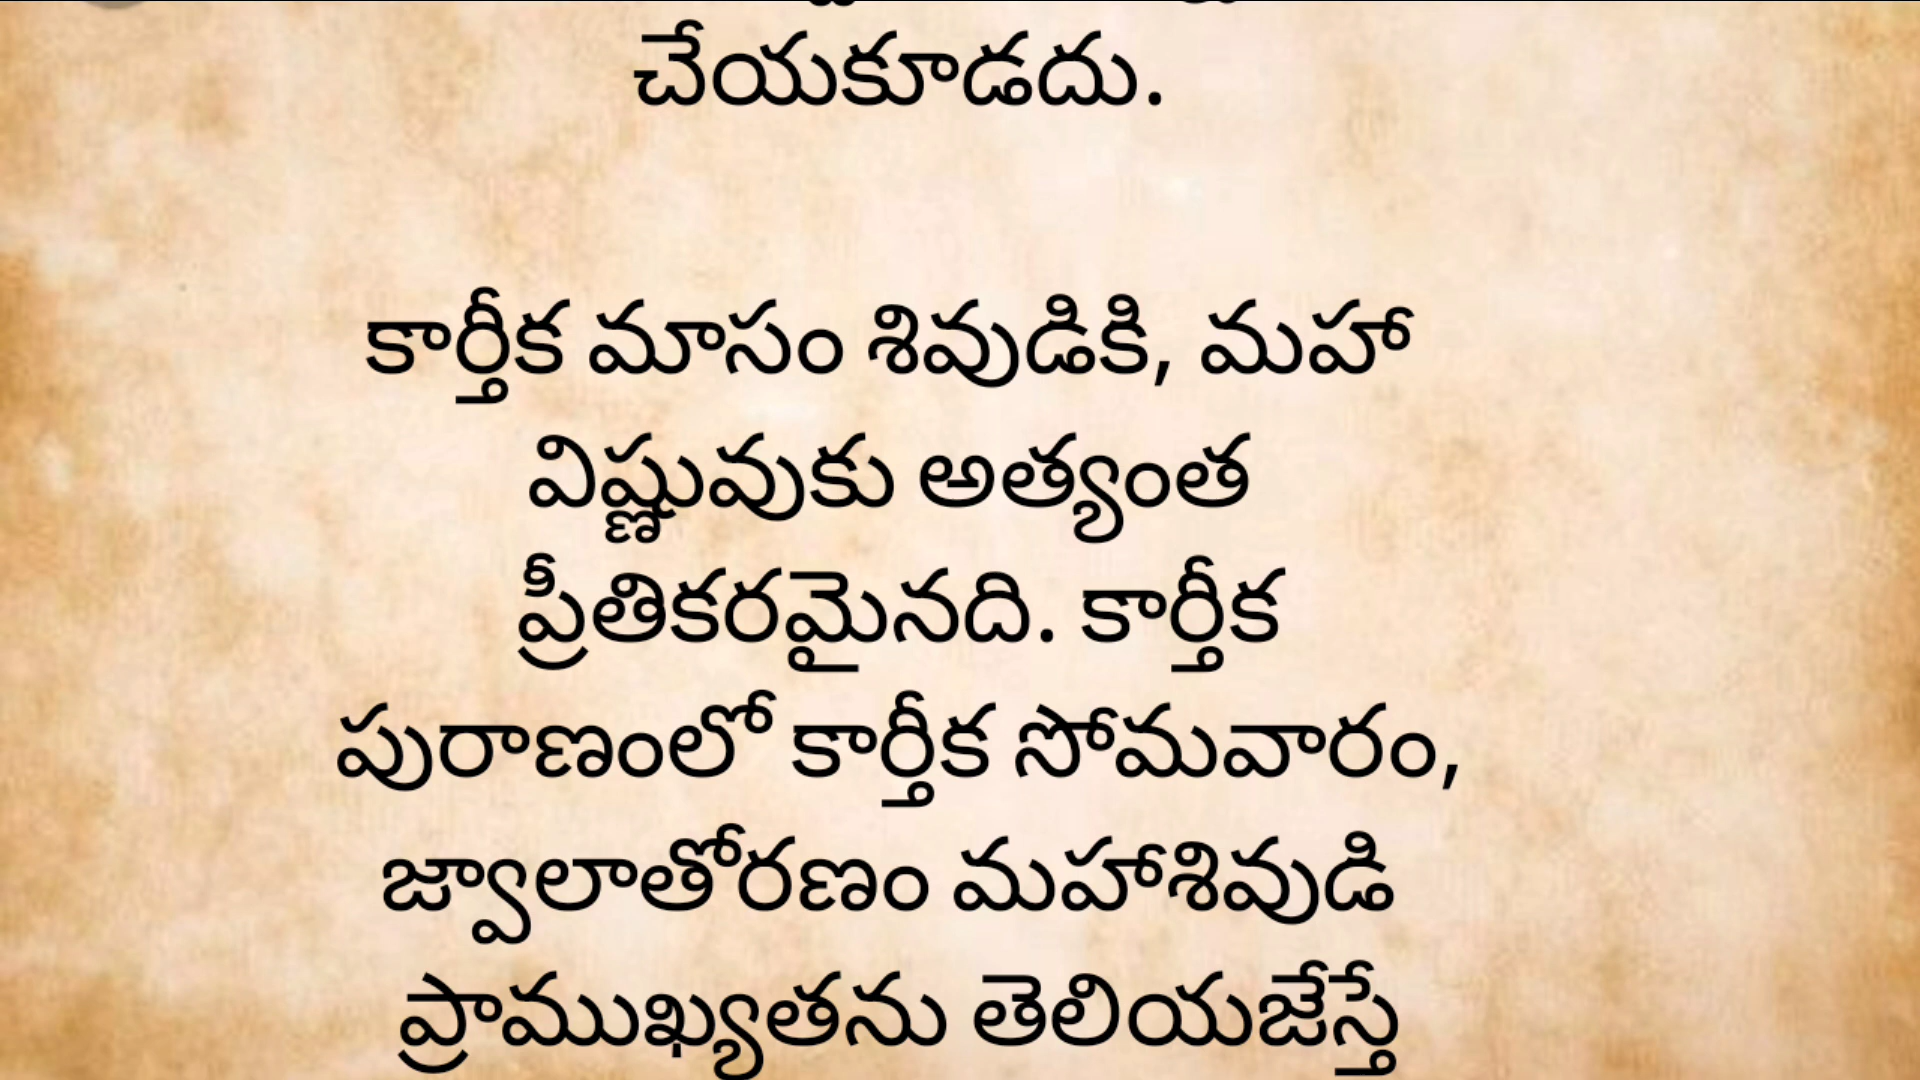 చేయకూడదు.
కార్తీక మాసం శివుడికి, మహా
విష్ణువుకు అత్యంత
ప్రీతికరమైనది. కార్తీక
పురాణంలో కార్తీక సోమవారం,
జ్వాలాతోరణం మహాశివుడి
ప్రాముఖ్యతను తెలియజేస్తే